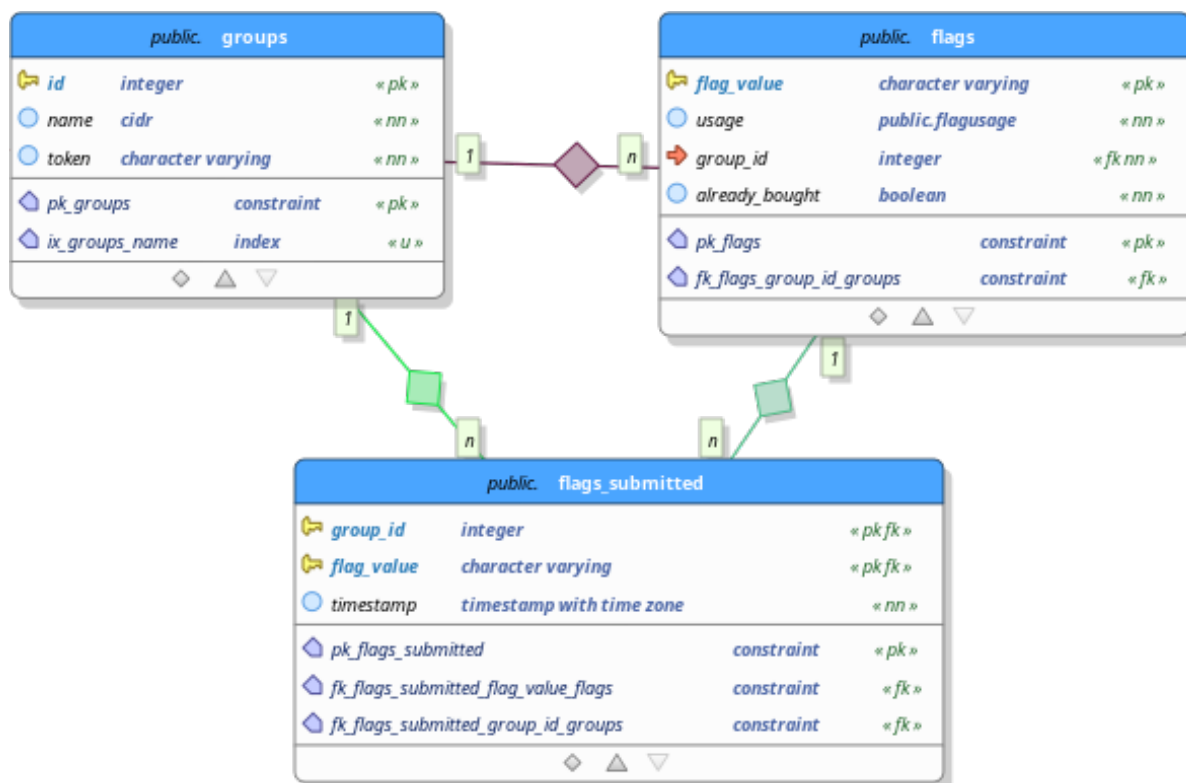 public. groups
id integer « pk »
name cidr « nn »
token character varying « nn »
pk_groups constraint « pk »
ix_groups_name index « u »
public. flags
flag_value character varying « pk »
usage public.flagusage « nn »
group_id integer « fk nn »
already_bought boolean « nn »
pk_flags constraint « pk »
fk_flags_group_id_groups constraint « fk »
1
n
1
n
1
n
public. flags_submitted
group_id integer « pk fk »
flag_value character varying « pk fk »
timestamp timestamp with time zone « nn »
pk_flags_submitted constraint « pk »
fk_flags_submitted_flag_value_flags constraint « fk »
fk_flags_submitted_group_id_groups constraint « fk »